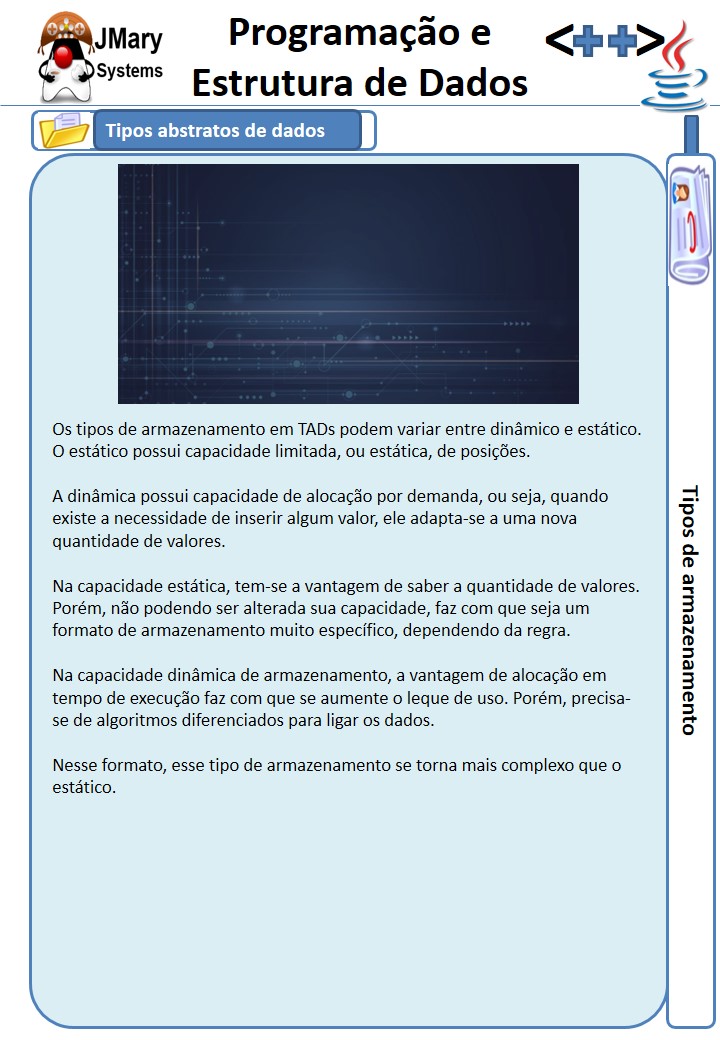 JMary
Systems
Programação e
Estrutura de Dados
<++>
Tipos abstratos de dados
Os tipos de armazenamento em TADs podem variar entre dinâmico e estático.
O estático possui capacidade limitada, ou estática, de posições.
A dinâmica possui capacidade de alocação por demanda, ou seja, quando
existe a necessidade de inserir algum valor, ele adapta-se a uma nova
quantidade de valores.
Na capacidade estática, tem-se a vantagem de saber a quantidade de valores.
Porém, não podendo ser alterada sua capacidade, faz com que seja um
formato de armazenamento muito específico, dependendo da regra.
Na capacidade dinâmica de armazenamento, a vantagem de alocação em
tempo de execução faz com que se aumente o leque de uso. Porém, precisa-
se de algoritmos diferenciados para ligar os dados.
Nesse formato, esse tipo de armazenamento se torna mais complexo que o
estático.
Tipos de armazenamento